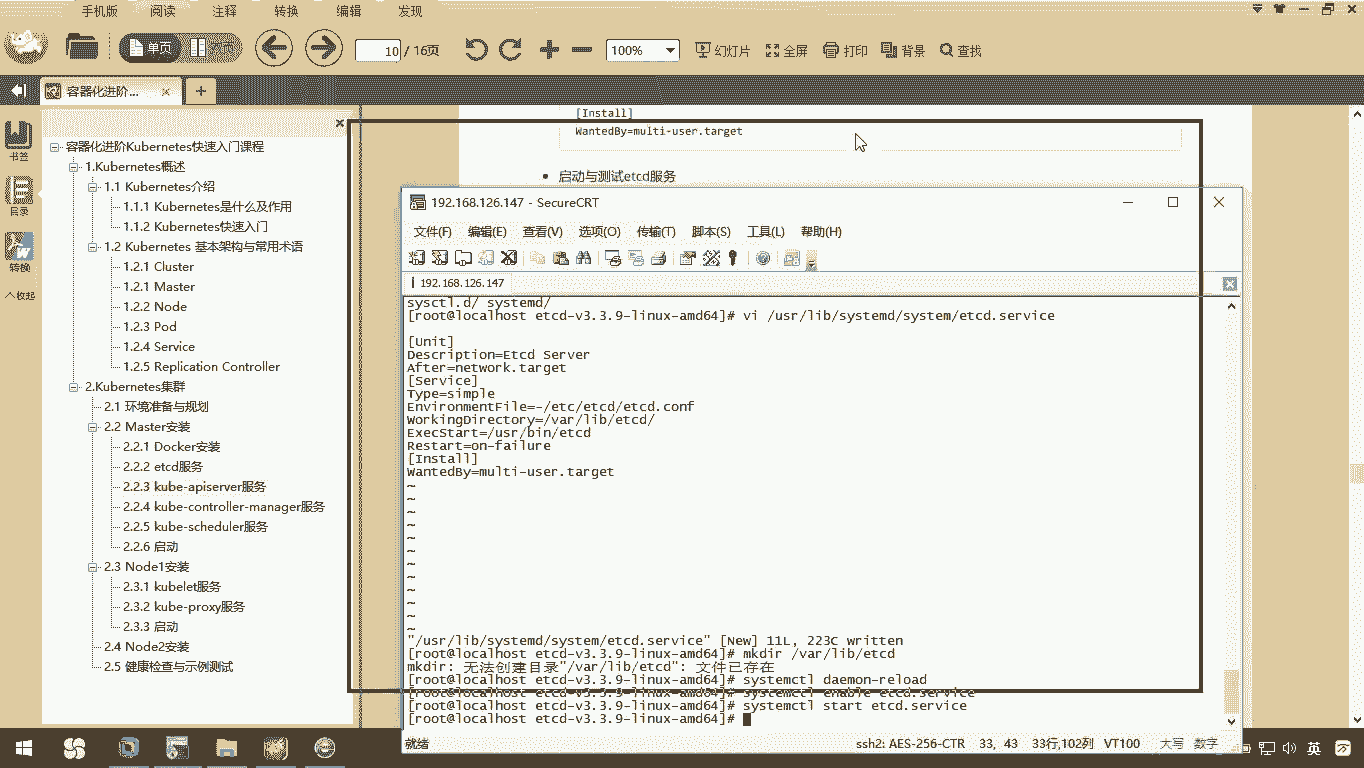 手机版 阅读 注释 转换 编辑 发现
单页 双页
10 / 16页
100%
幻灯片 全屏 打印 背景 查找
容器化进阶...
书签
目录
转换
收起
容器化进阶Kubernetes快速入门课程
1.Kubernetes概述
1.1 Kubernetes介绍
1.1.1 Kubernetes是什么及作用
1.1.2 Kubernetes快速入门
1.2 Kubernetes 基本架构与常用术语
1.2.1 Cluster
1.2.1 Master
1.2.2 Node
1.2.3 Pod
1.2.4 Service
1.2.5 Replication Controller
2.Kubernetes集群
2.1 环境准备与规划
2.2 Master安装
2.2.1 Docker安装
2.2.2 etcd服务
2.2.3 kube-apiserver服务
2.2.4 kube-controller-manager服务
2.2.5 kube-scheduler服务
2.2.6 启动
2.3 Node1安装
2.3.1 kubelet服务
2.3.2 kube-proxy服务
2.3.3 启动
2.4 Node2安装
2.5 健康检查与示例测试
[Install]
WantedBy=multi-user.target
启动与测试etcd服务
192.168.126.147 - SecureCRT
文件(F) 编辑(E) 查看(V) 选项(O) 传输(T) 脚本(S) 工具(L) 帮助(H)
192.168.126.147
sysctl.d/ systemd/
[root@localhost etcd-v3.3.9-linux-amd64]# vi /usr/lib/systemd/system/etcd.service
[Unit]
Description=Etcd Server
After=network.target
[Service]
Type=simple
EnvironmentFile=-/etc/etcd/etcd.conf
WorkingDirectory=/var/lib/etcd/
ExecStart=/usr/bin/etcd
Restart=on-failure
[Install]
WantedBy=multi-user.target
~
~
~
~
~
~
~
~
~
~
~
~
"/usr/lib/systemd/system/etcd.service" [New] 11L, 223C written
[root@localhost etcd-v3.3.9-linux-amd64]# mkdir /var/lib/etcd
mkdir: 无法创建目录"/var/lib/etcd": 文件已存在
[root@localhost etcd-v3.3.9-linux-amd64]# systemctl daemon-reload
[root@localhost etcd-v3.3.9-linux-amd64]# systemctl enable etcd.service
[root@localhost etcd-v3.3.9-linux-amd64]# systemctl start etcd.service
[root@localhost etcd-v3.3.9-linux-amd64]#
就绪 ssh2: AES-256-CTR 33, 43 33行,102列 VT100 大写 数字
英